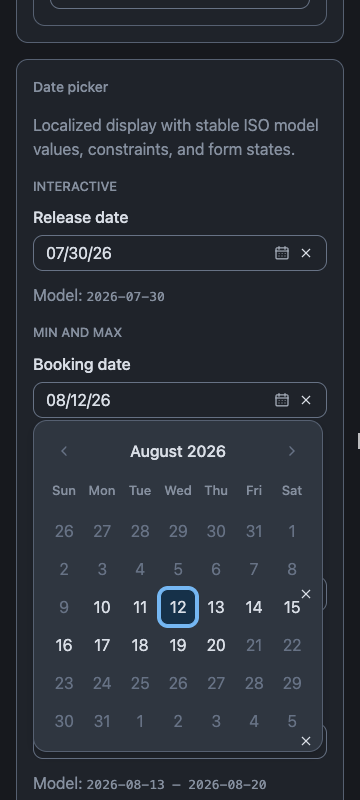 Date picker
Localized display with stable ISO model
values, constraints, and form states.
INTERACTIVE
Release date
07/30/26
Model: 2026-07-30
MIN AND MAX
Booking date
08/12/26
August 2026
Sun Mon Tue Wed Thu Fri Sat
26 27 28 29 30 31 1
2 3 4 5 6 7 8
9 10 11 12 13 14 15
16 17 18 19 20 21 22
23 24 25 26 27 28 29
30 31 1 2 3 4 5
Model: 2026-08-13 — 2026-08-20